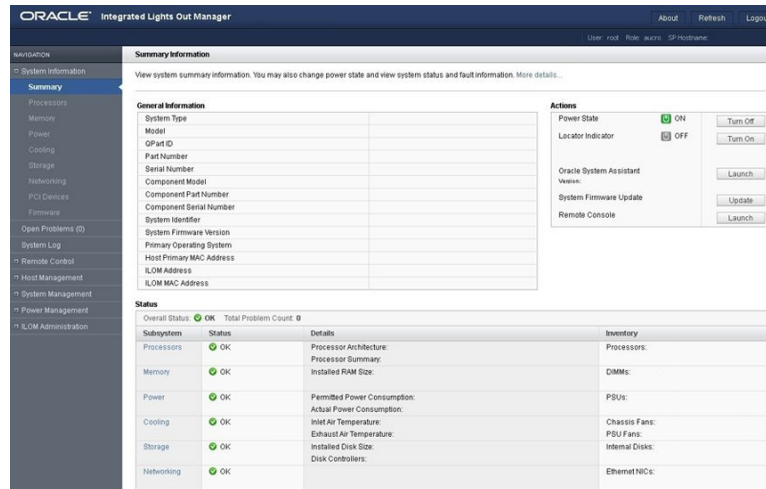 ORACLE® Integrated Lights Out Manager
About Refresh Logou
User: root Role: aucro SP Hostname:
NAVIGATION
System Information
Summary
Processors
Memory
Power
Cooling
Storage
Networking
PCI Devices
Firmware
Open Problems (0)
System Log
Remote Control
Host Management
System Management
Power Management
ILOM Administration
Summary Information
View system summary information. You may also change power state and view system status and fault information. More details...
General Information
System Type
Model
QPart ID
Part Number
Serial Number
Component Model
Component Part Number
Component Serial Number
System Identifier
System Firmware Version
Primary Operating System
Host Primary MAC Address
ILOM Address
ILOM MAC Address
Actions
Power State ON Turn Off
Locator Indicator OFF Turn On
Oracle System Assistant Launch
Version:
System Firmware Update Update
Remote Console Launch
Status
Overall Status: OK Total Problem Count: 0
Subsystem Status Details Inventory
Processors OK Processor Architecture: Processors:
Processor Summary:
Memory OK Installed RAM Size: DIMMs:
Power OK Permitted Power Consumption: PSUs:
Actual Power Consumption:
Cooling OK Inlet Air Temperature: Chassis Fans:
Exhaust Air Temperature: PSU Fans:
Storage OK Installed Disk Size: Internal Disks:
Disk Controllers:
Networking OK Ethernet NICs: